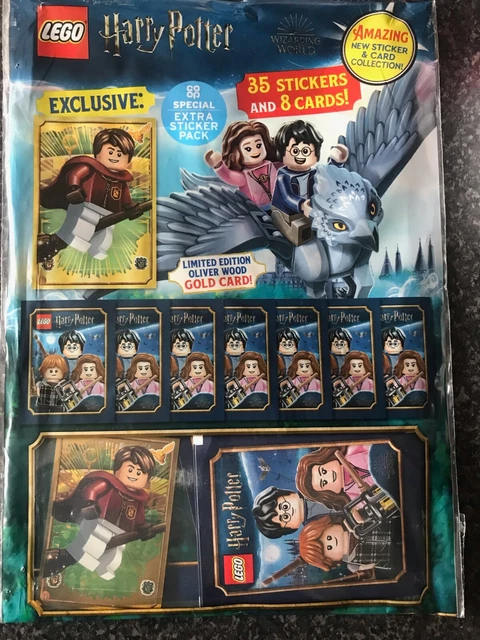 LEGO
Harry Potter
WIZARDING
WORLD
AMAZING
NEW STICKER
& CARD
COLLECTION!
EXCLUSIVE:
CO
OP
SPECIAL
EXTRA
STICKER
PACK
35 STICKERS
AND 8 CARDS!
LIMITED EDITION
OLIVER WOOD
GOLD CARD!
LEGO Harry Potter
Harry Potter
Harry Potter
Harry Potter
Harry Potter
Harry Potter
Harry Potter
LEGO Harry Potter